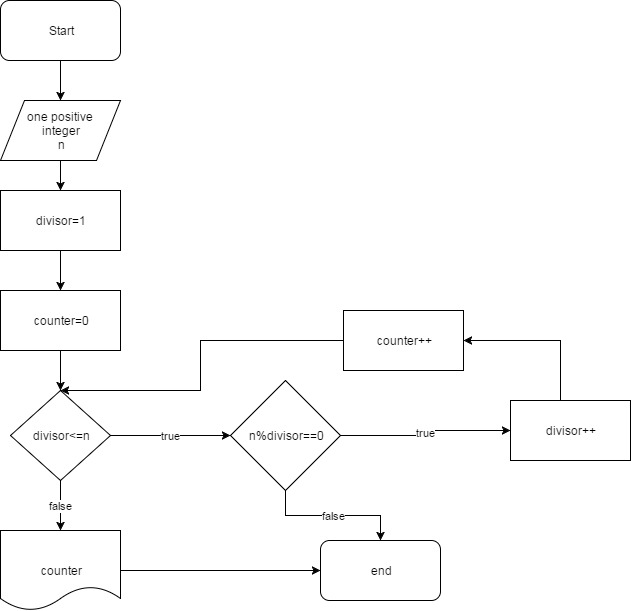 Start
one positive
integer
n
divisor=1
counter=0
counter++
divisor<=n
true
n%divisor==0
true
divisor++
false
false
counter
end